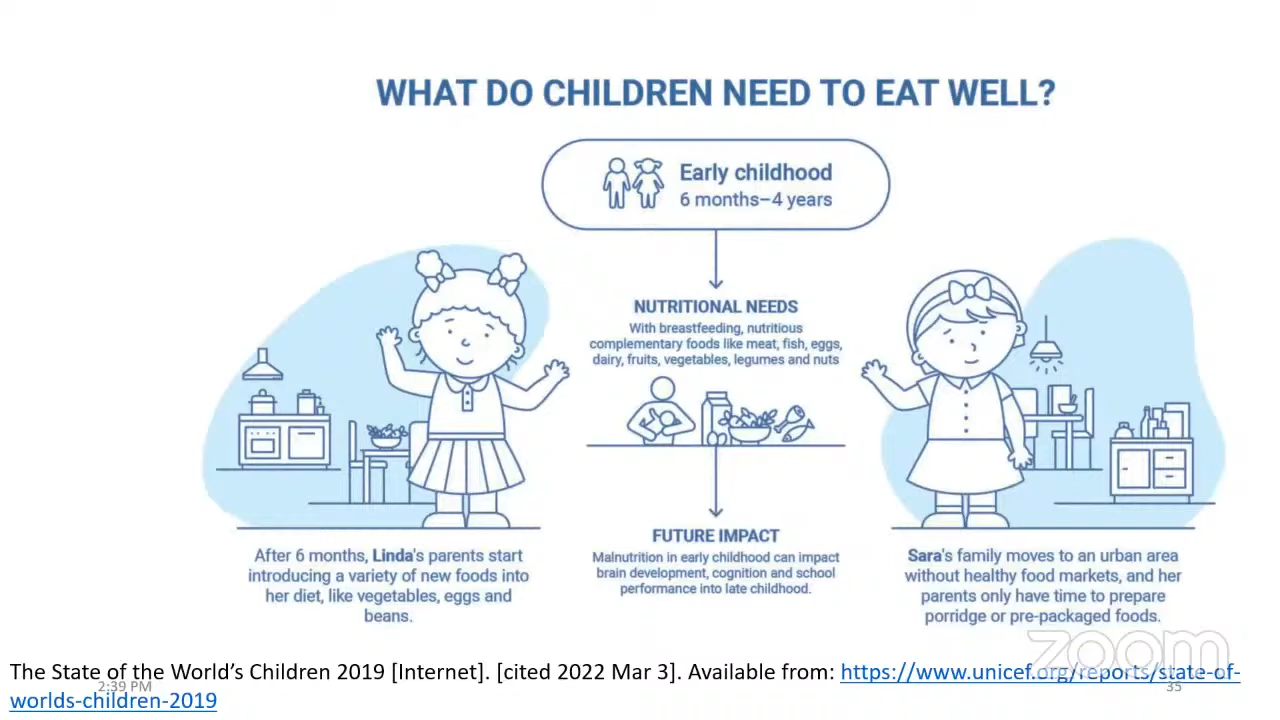 WHAT DO CHILDREN NEED TO EAT WELL?
Early childhood
6 months–4 years
NUTRITIONAL NEEDS
With breastfeeding, nutritious
complementary foods like meat, fish, eggs,
dairy, fruits, vegetables, legumes and nuts
FUTURE IMPACT
Malnutrition in early childhood can impact
brain development, cognition and school
performance into late childhood.
After 6 months, Linda's parents start
introducing a variety of new foods into
her diet, like vegetables, eggs and
beans.
Sara's family moves to an urban area
without healthy food markets, and her
parents only have time to prepare
porridge or pre-packaged foods.
zoom
The State of the World’s Children 2019 [Internet]. [cited 2022 Mar 3]. Available from: https://www.unicef.org/reports/state-of-
worlds-children-2019
2:39 PM
35